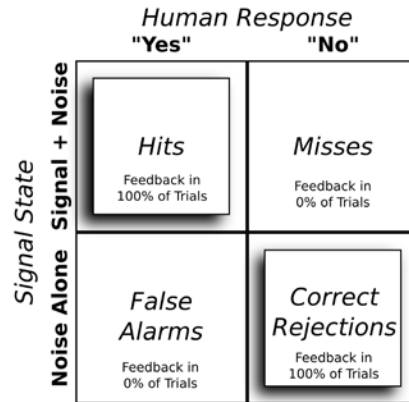 Human Response
"Yes" "No"
Signal State
Signal + Noise
Hits
Feedback in
100% of Trials
Misses
Feedback in
0% of Trials
Noise Alone
False
Alarms
Feedback in
0% of Trials
Correct
Rejections
Feedback in
100% of Trials